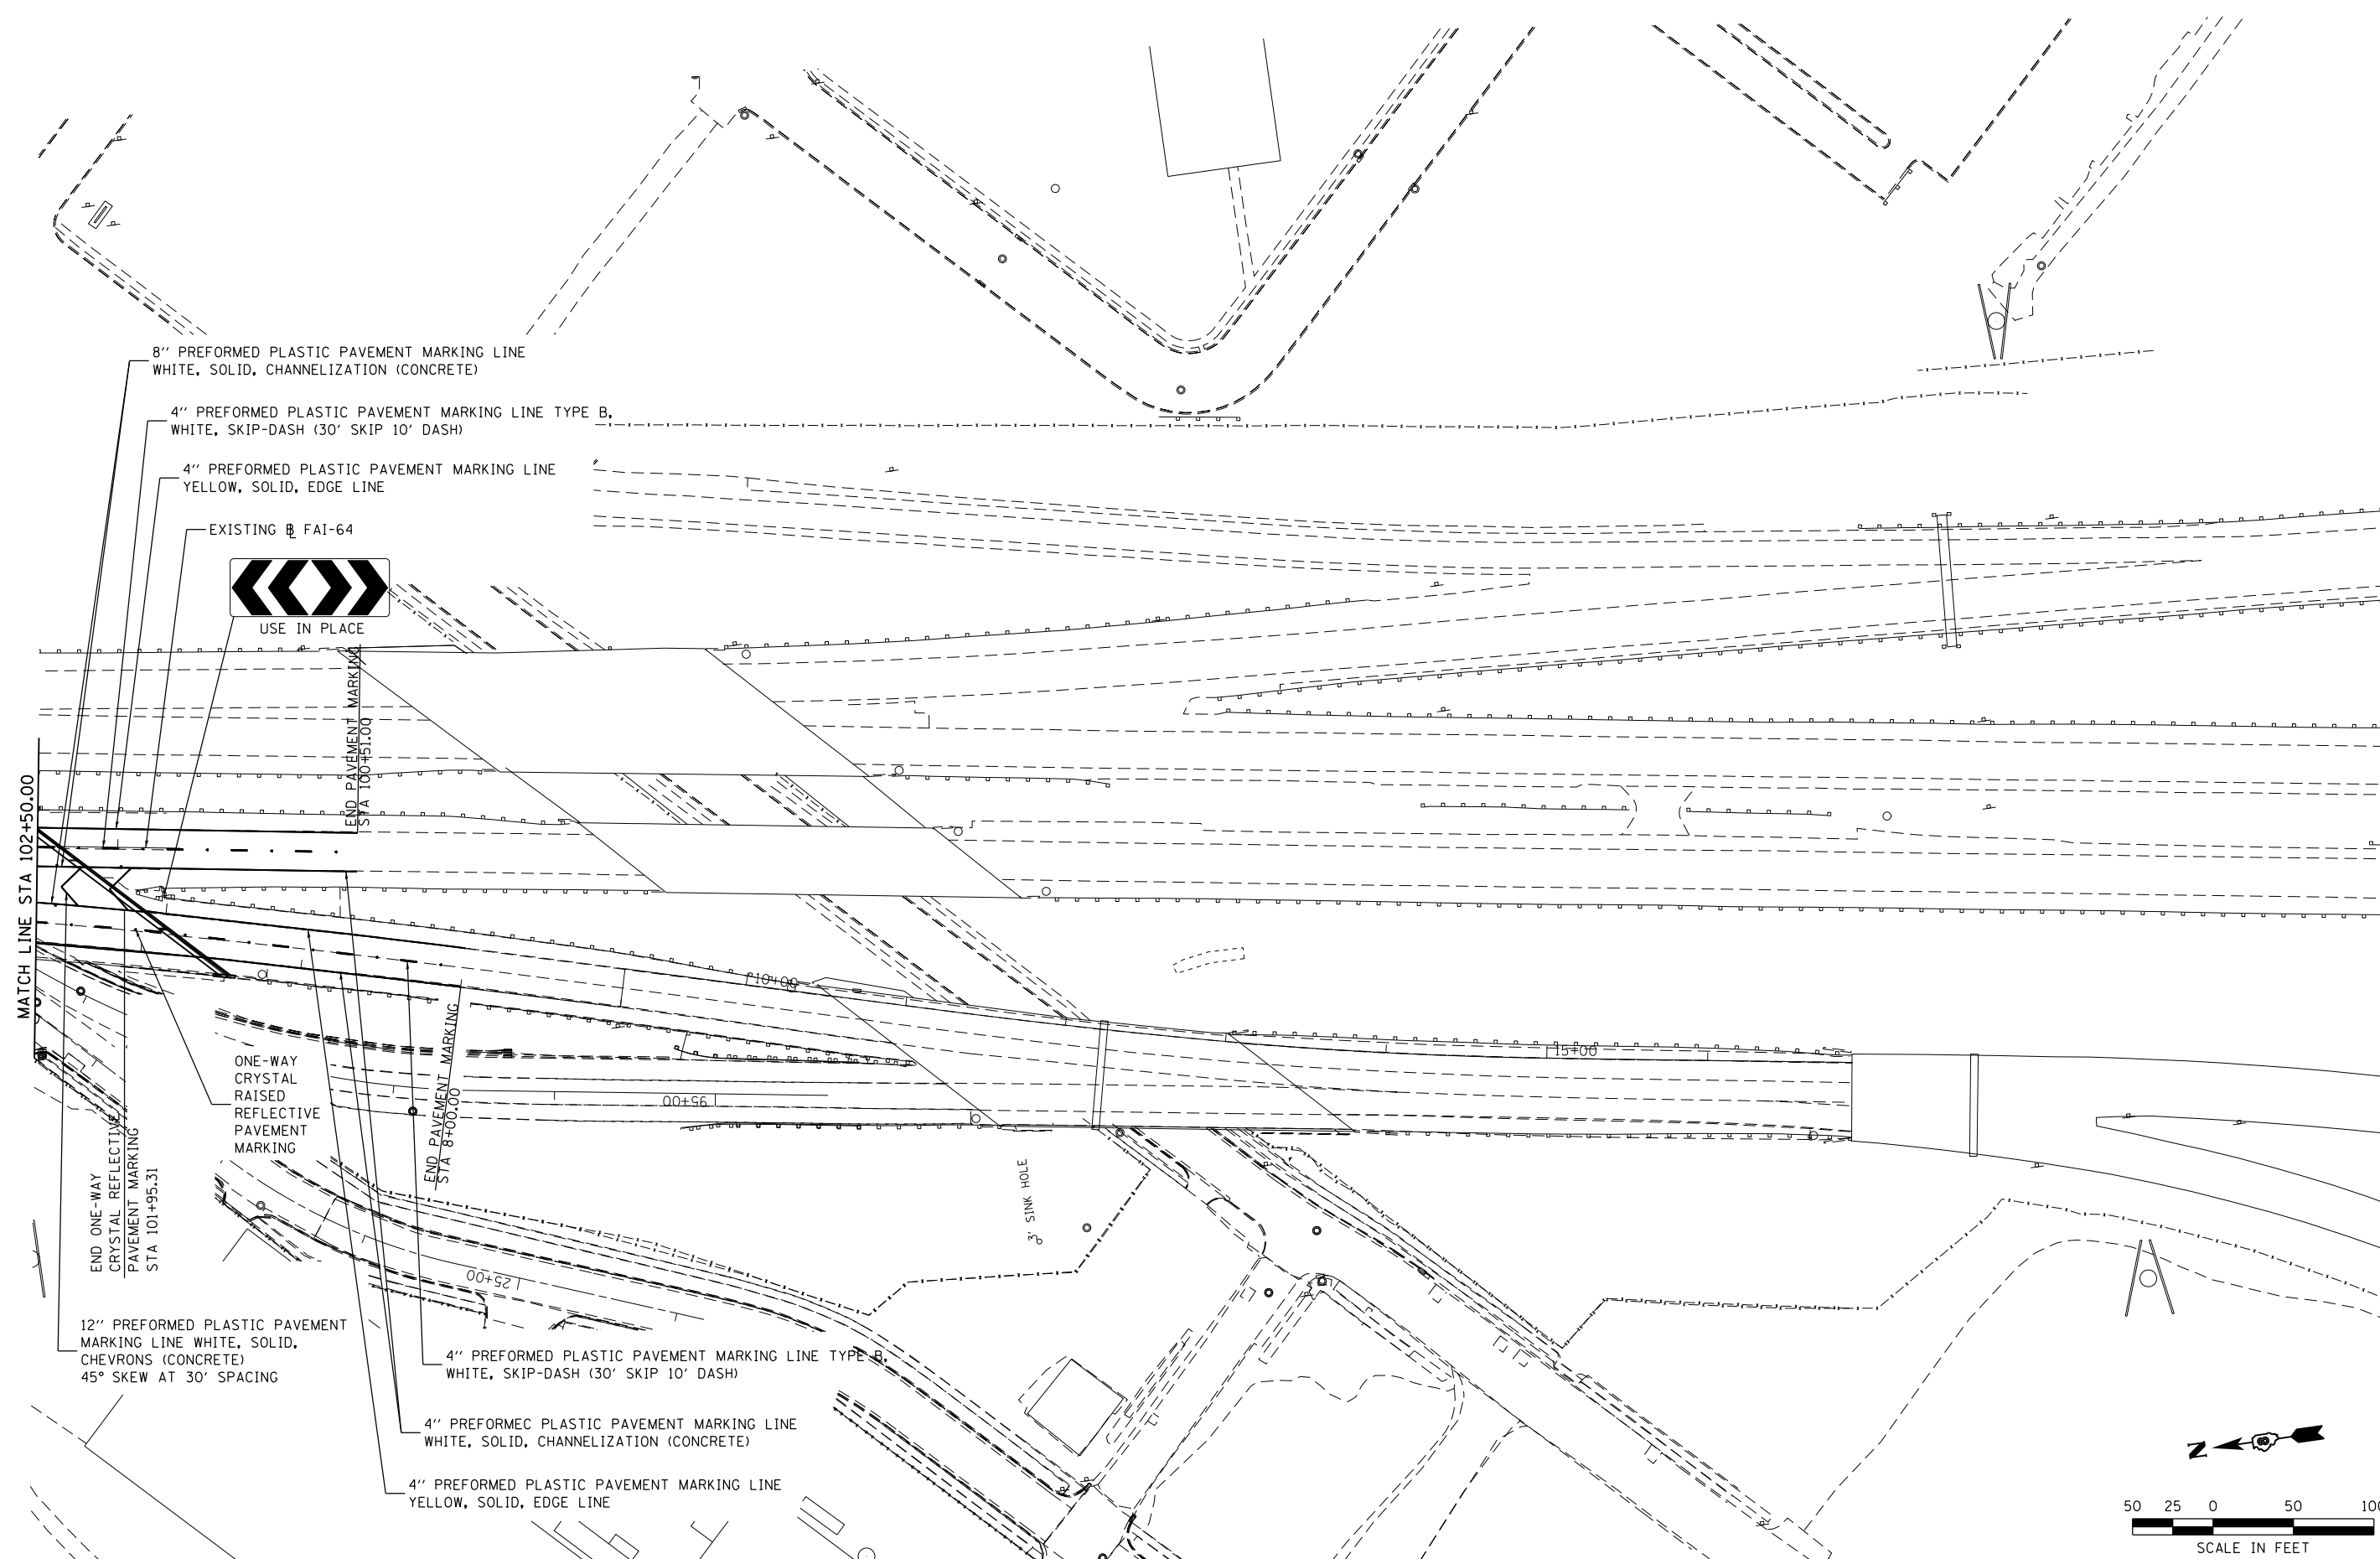 8'' PREFORMED PLASTIC PAVEMENT MARKING LINE
WHITE, SOLID, CHANNELIZATION (CONCRETE)
4'' PREFORMED PLASTIC PAVEMENT MARKING LINE TYPE B,
WHITE, SKIP-DASH (30' SKIP 10' DASH)
4'' PREFORMED PLASTIC PAVEMENT MARKING LINE
YELLOW, SOLID, EDGE LINE
EXISTING BL FAI-64
USE IN PLACE
END PAVEMENT MARKING
STA 100+51.00
MATCH LINE STA 102+50.00
10+00
15+00
95+00
25+00
ONE-WAY
CRYSTAL
RAISED
REFLECTIVE
PAVEMENT
MARKING
END PAVEMENT MARKING
STA 8+00.00
END ONE-WAY
CRYSTAL REFLECTIVE
PAVEMENT MARKING
STA 101+95.31
3' SINK HOLE
12'' PREFORMED PLASTIC PAVEMENT
MARKING LINE WHITE, SOLID,
CHEVRONS (CONCRETE)
45° SKEW AT 30' SPACING
4'' PREFORMED PLASTIC PAVEMENT MARKING LINE TYPE B,
WHITE, SKIP-DASH (30' SKIP 10' DASH)
4'' PREFORMEC PLASTIC PAVEMENT MARKING LINE
WHITE, SOLID, CHANNELIZATION (CONCRETE)
4'' PREFORMED PLASTIC PAVEMENT MARKING LINE
YELLOW, SOLID, EDGE LINE
N
50 25 0 50 100
SCALE IN FEET